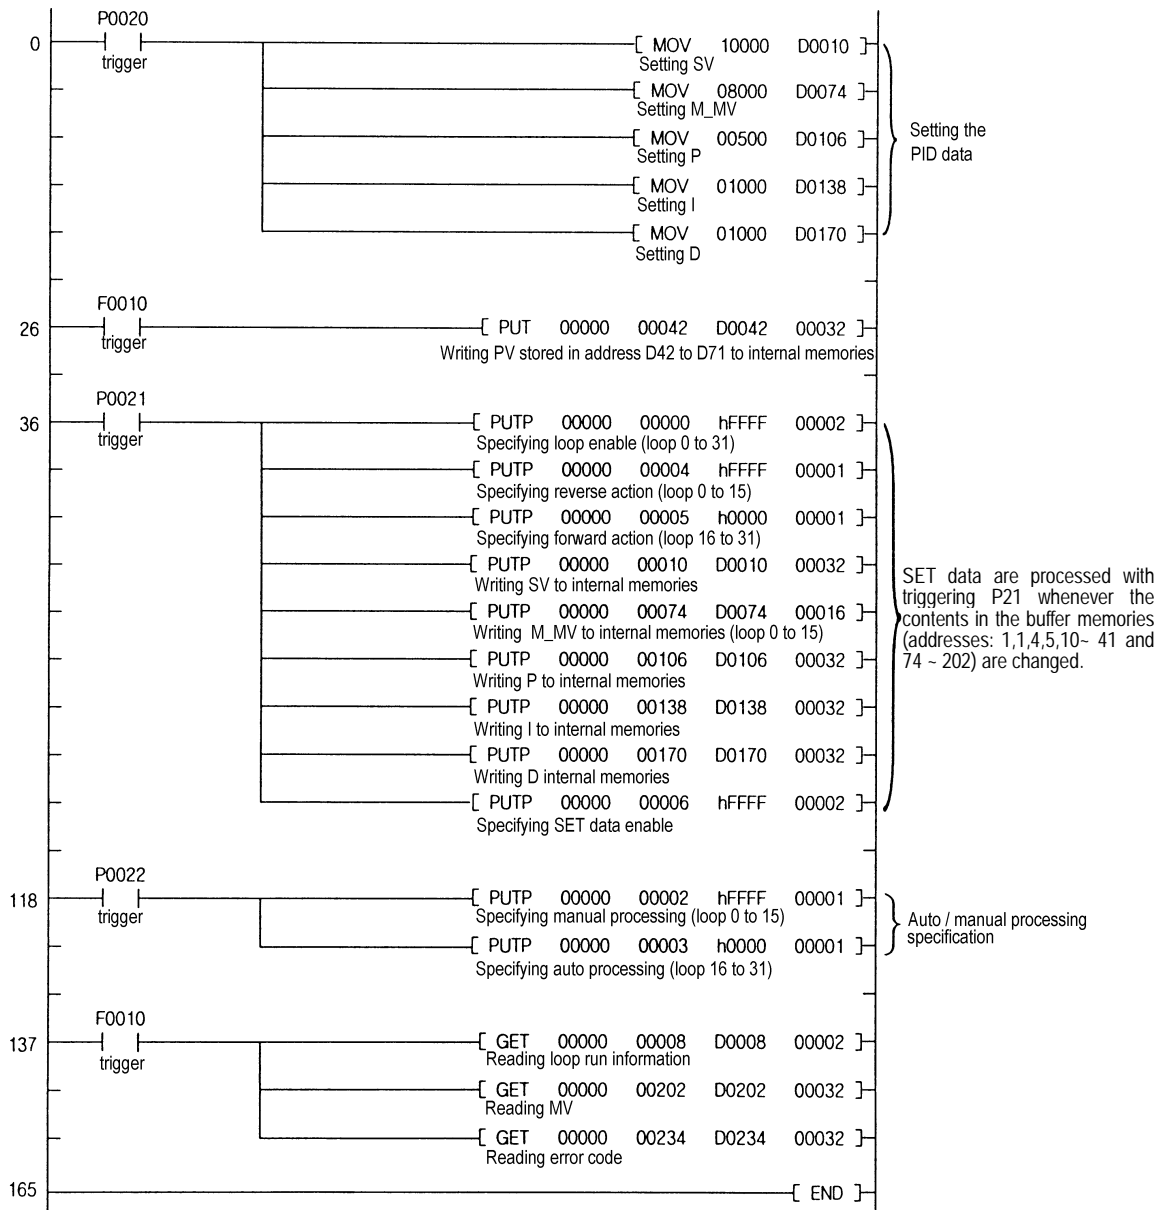 P0020
0
trigger
[ MOV 10000 D0010 ]
Setting SV
[ MOV 08000 D0074 ]
Setting M_MV
[ MOV 00500 D0106 ]
Setting P
[ MOV 01000 D0138 ]
Setting I
[ MOV 01000 D0170 ]
Setting D
Setting the
PID data
F0010
26
trigger
[ PUT 00000 00042 D0042 00032 ]
Writing PV stored in address D42 to D71 to internal memories
P0021
36
trigger
[ PUTP 00000 00000 hFFFF 00002 ]
Specifying loop enable (loop 0 to 31)
[ PUTP 00000 00004 hFFFF 00001 ]
Specifying reverse action (loop 0 to 15)
[ PUTP 00000 00005 h0000 00001 ]
Specifying forward action (loop 16 to 31)
[ PUTP 00000 00010 D0010 00032 ]
Writing SV to internal memories
[ PUTP 00000 00074 D0074 00016 ]
Writing M_MV to internal memories (loop 0 to 15)
[ PUTP 00000 00106 D0106 00032 ]
Writing P to internal memories
[ PUTP 00000 00138 D0138 00032 ]
Writing I to internal memories
[ PUTP 00000 00170 D0170 00032 ]
Writing D internal memories
[ PUTP 00000 00006 hFFFF 00002 ]
Specifying SET data enable
SET data are processed with
triggering P21 whenever the
contents in the buffer memories
(addresses: 1,1,4,5,10~ 41 and
74 ~ 202) are changed.
P0022
118
trigger
[ PUTP 00000 00002 hFFFF 00001 ]
Specifying manual processing (loop 0 to 15)
[ PUTP 00000 00003 h0000 00001 ]
Specifying auto processing (loop 16 to 31)
Auto / manual processing
specification
F0010
137
trigger
[ GET 00000 00008 D0008 00002 ]
Reading loop run information
[ GET 00000 00202 D0202 00032 ]
Reading MV
[ GET 00000 00234 D0234 00032 ]
Reading error code
165
[ END ]